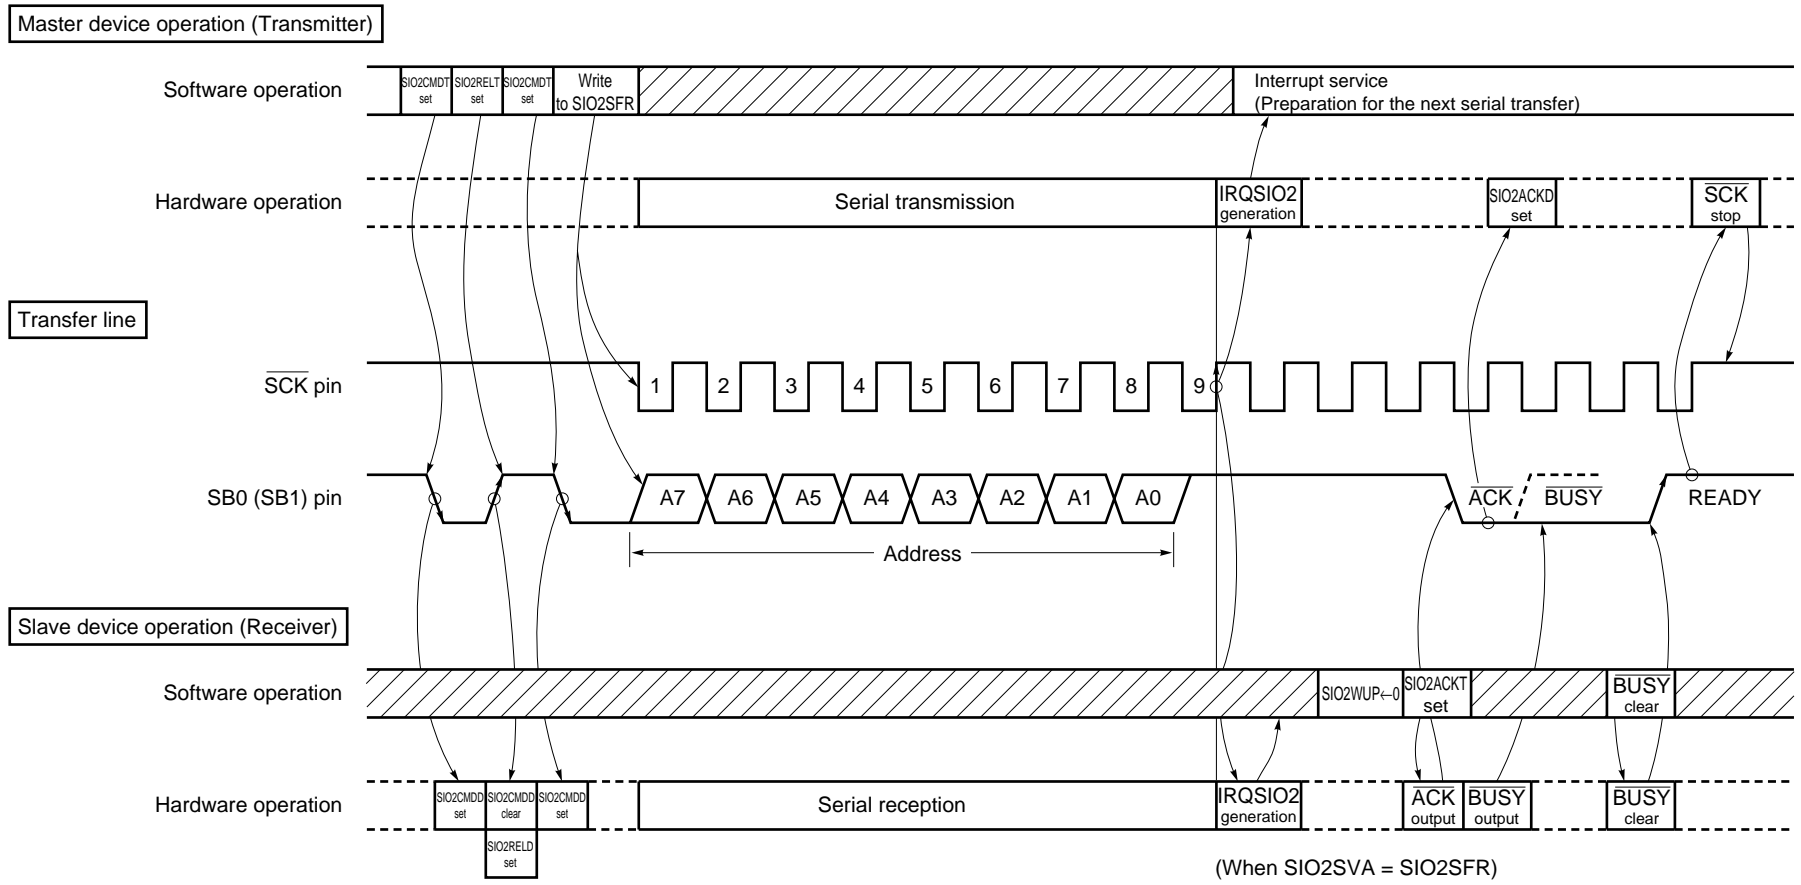 Master device operation (Transmitter)
Software operation
SIO2CMDT
set
SIO2RELT
set
SIO2CMDT
set
Write
to SIO2SFR
Interrupt service
(Preparation for the next serial transfer)
Hardware operation
Serial transmission
IRQSIO2
generation
SIO2ACKD
set
SCK
stop
Transfer line
SCK pin
1
2
3
4
5
6
7
8
9
SB0 (SB1) pin
A7
A6
A5
A4
A3
A2
A1
A0
ACK
BUSY
READY
Address
Slave device operation (Receiver)
Software operation
SIO2WUP←0
SIO2ACKT
set
BUSY
clear
Hardware operation
SIO2CMDD
set
SIO2CMDD
clear
SIO2CMDD
set
Serial reception
IRQSIO2
generation
ACK
output
BUSY
output
BUSY
clear
SIO2RELD
set
(When SIO2SVA = SIO2SFR)